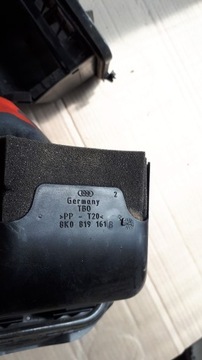 2
Germany
TBO
>PP - T20<
8K0 819 161